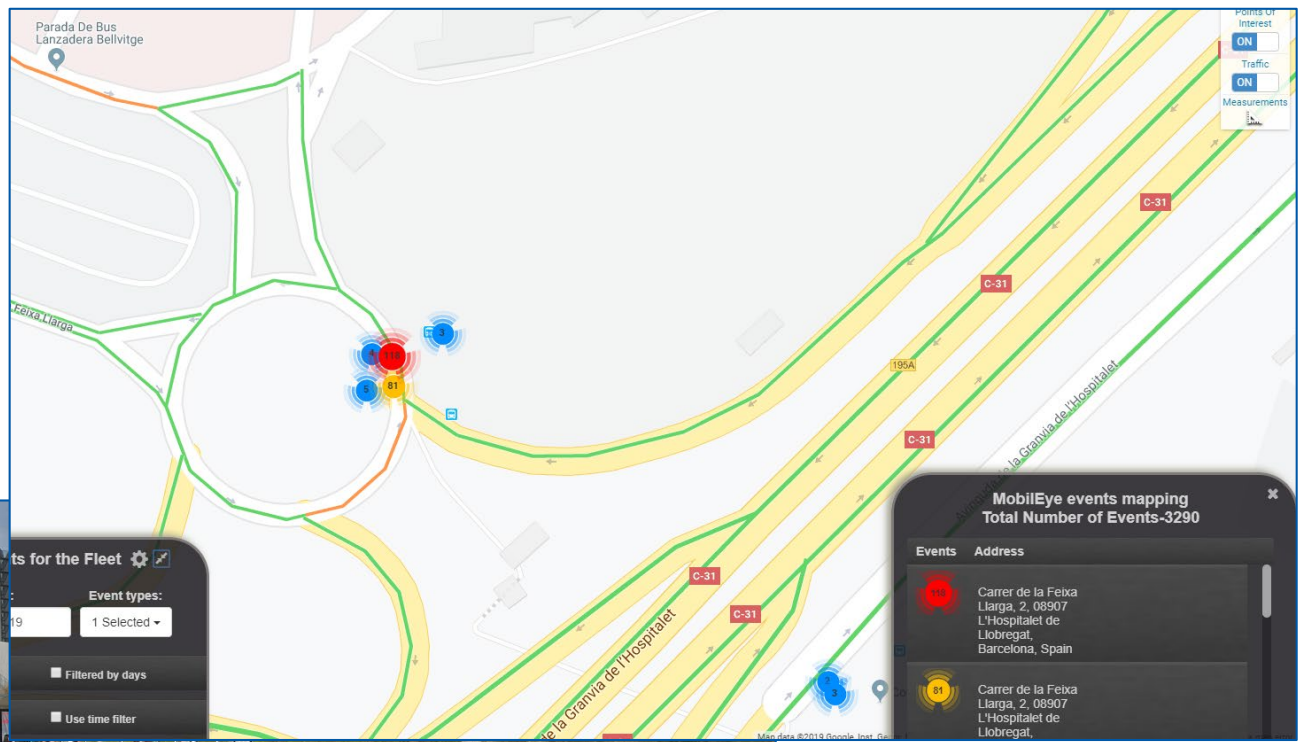 Parada De Bus
Lanzadera Bellvitge
Points Of
Interest
ON
Traffic
ON
Measurements
C-31
C-31
Feixa Llarga
3
4
118
5
81
195A
C-31
Avinguda de la Granvia de l'Hospitalet
C-31
C-31
de la Granvia de l'Hospitalet
2
3
MobilEye events mapping
Total Number of Events-3290
Events Address
118
Carrer de la Feixa
Llarga, 2, 08907
L'Hospitalet de
Llobregat,
Barcelona, Spain
81
Carrer de la Feixa
Llarga, 2, 08907
L'Hospitalet de
Llobregat,
ts for the Fleet
Event types:
19
1 Selected
Filtered by days
Use time filter
Map data ©2019 Google, Inst. Ge